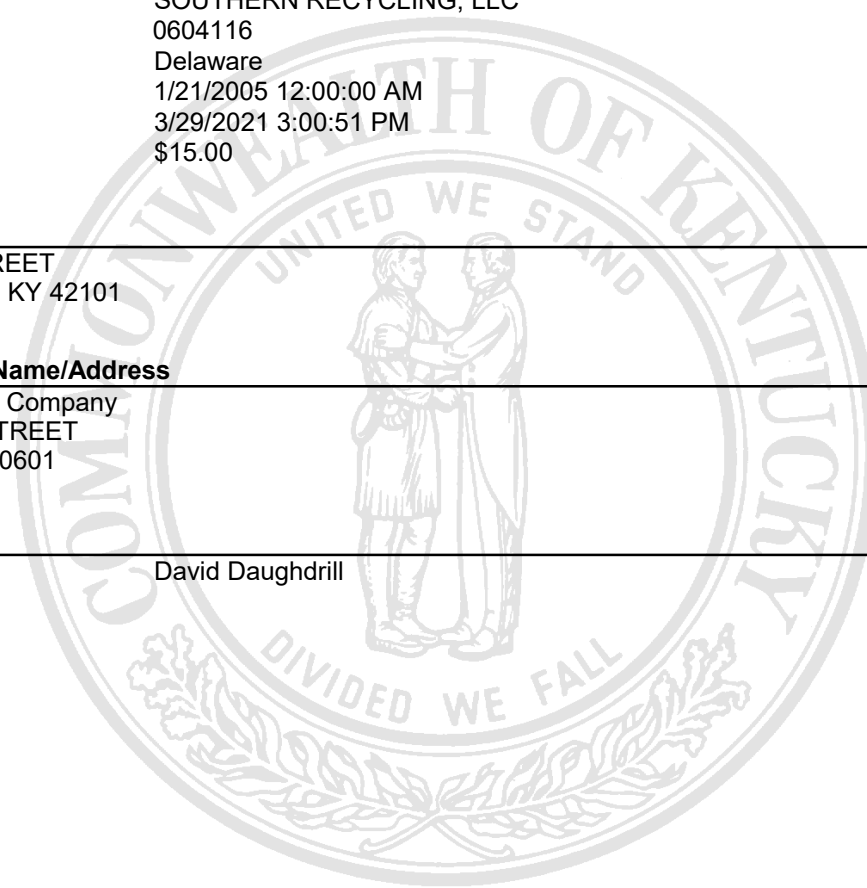 SOUTHERN RECYCLING, LLC
0604116
Delaware
1/21/2005 12:00:00 AM
3/29/2021 3:00:51 PM
$15.00
REET
KY 42101
Name/Address
Company
TREET
0601
David Daughdrill
COMMONWEALTH OF KENTUCKY
UNITED WE STAND
DIVIDED WE FALL